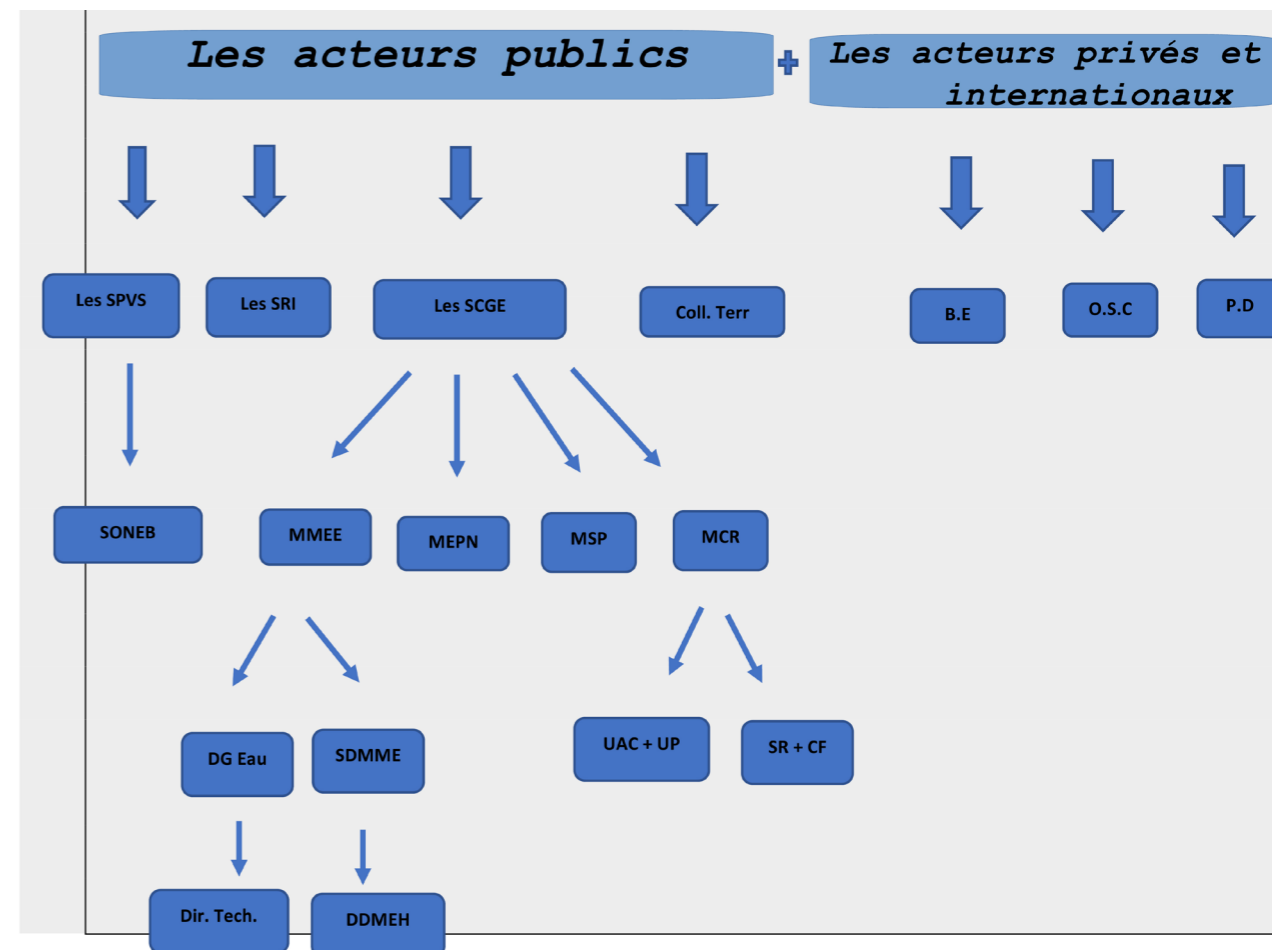 Les acteurs publics
+
Les acteurs privés et
internationaux
Les SPVS
Les SRI
Les SCGE
Coll. Terr
B.E
O.S.C
P.D
SONEB
MMEE
MEPN
MSP
MCR
DG Eau
SDMME
UAC + UP
SR + CF
Dir. Tech.
DDMEH